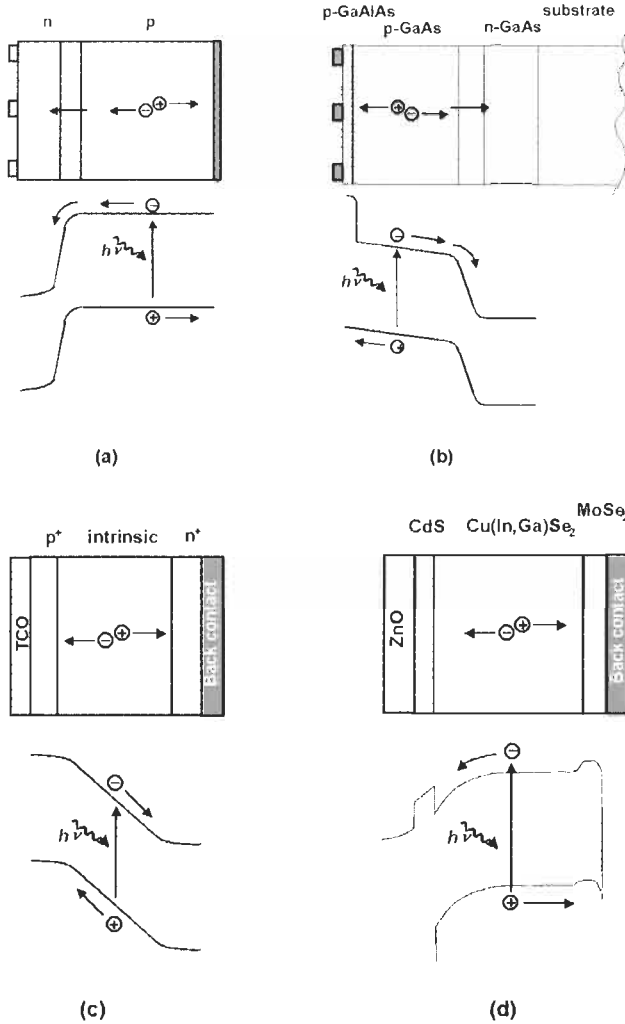 n p
p-GaAlAs
p-GaAs
n-GaAs
substrate
− +
+ −
−
hν
+
−
hν
+
(a)
(b)
p+ intrinsic n+
CdS Cu(In,Ga)Se2 MoSe2
TCO
− +
Back contact
ZnO
− +
Back contact
−
hν
+
−
hν
+
(c)
(d)